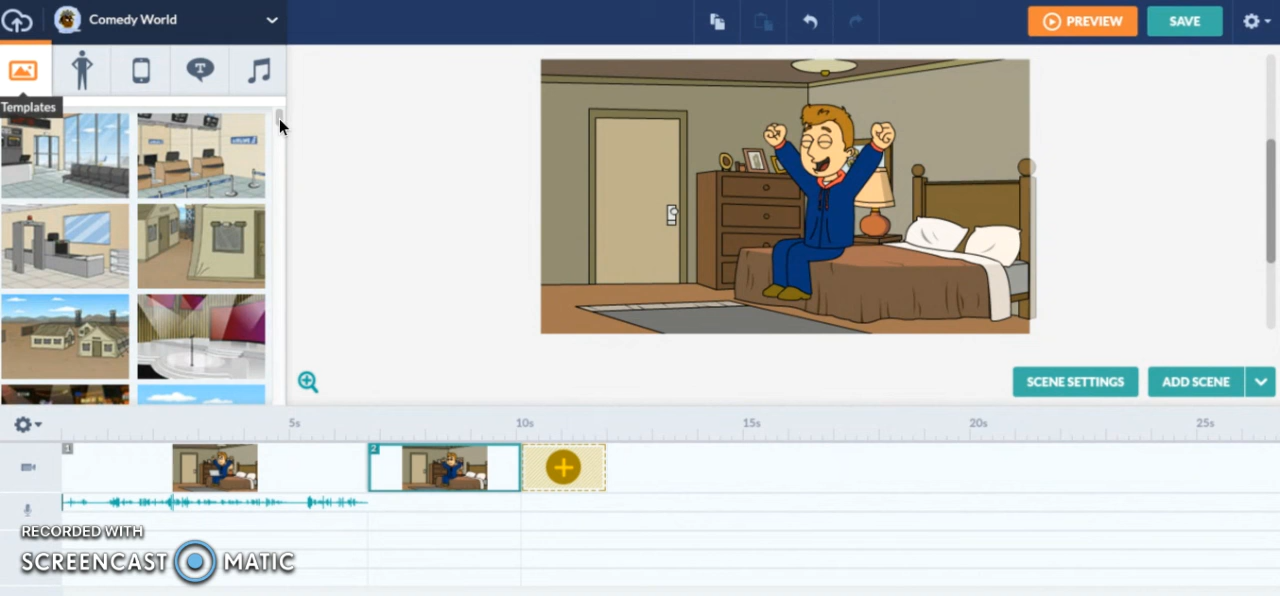 Comedy World
PREVIEW
SAVE
Templates
SCENE SETTINGS
ADD SCENE
5s
10s
15s
20s
25s
1
2
RECORDED WITH
SCREENCAST MATIC